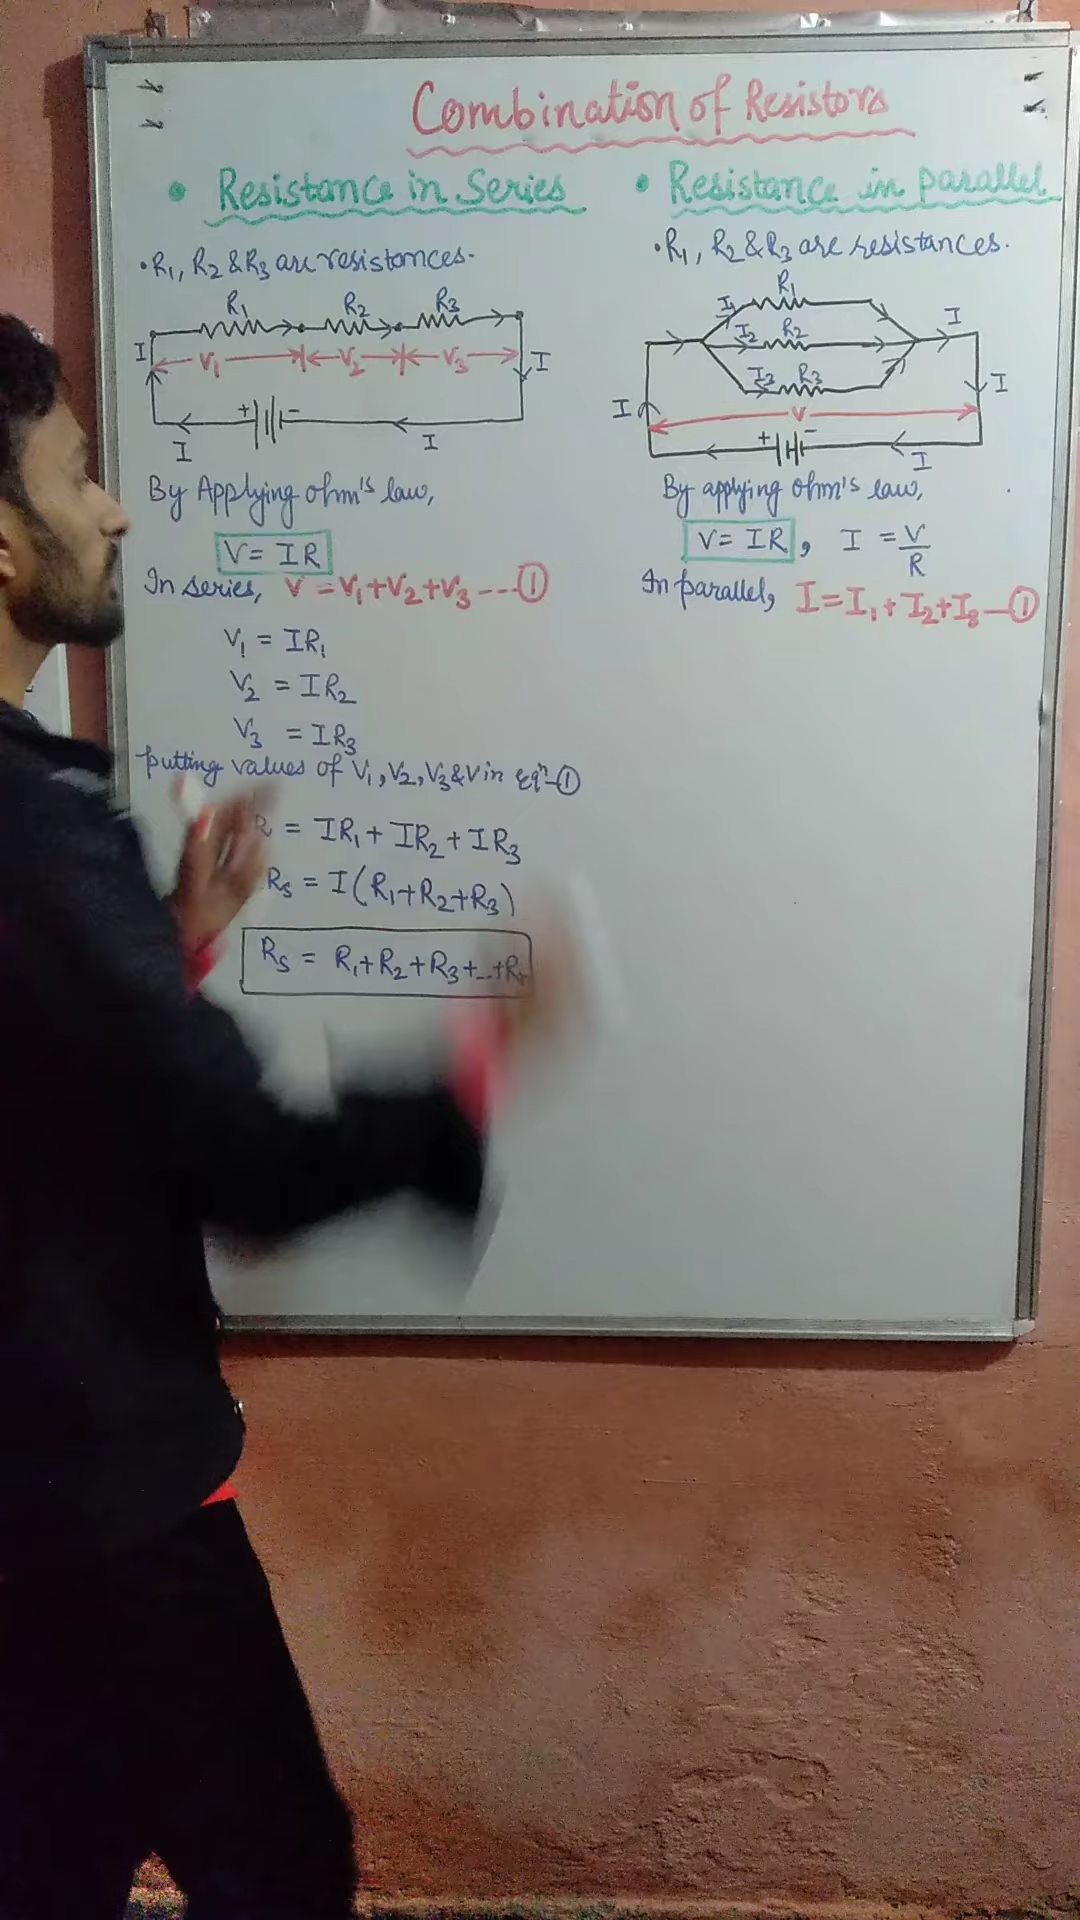 Combination of Resistors
• Resistance in Series
• R₁, R₂ & R₃ are resistances.
R₁ R₂ R₃
I V₁ V₂ V₃ I
+ -
I I
By Applying ohm's law,
V = IR
In series, V = V₁+V₂+V₃ ---①
V₁ = IR₁
V₂ = IR₂
V₃ = IR₃
putting values of V₁, V₂, V₃ & V in eqⁿ-①
R = IR₁ + IR₂ + IR₃
Rs = I(R₁+R₂+R₃)
Rs = R₁+R₂+R₃+...+
• Resistance in parallel
• R₁, R₂ & R₃ are resistances.
I₁ R₁
I₂ R₂ I
I₃ R₃ I
I V
+ -
I
By applying ohm's law,
V = IR, I = V/R
In parallel, I = I₁ + I₂ + I₃ —①